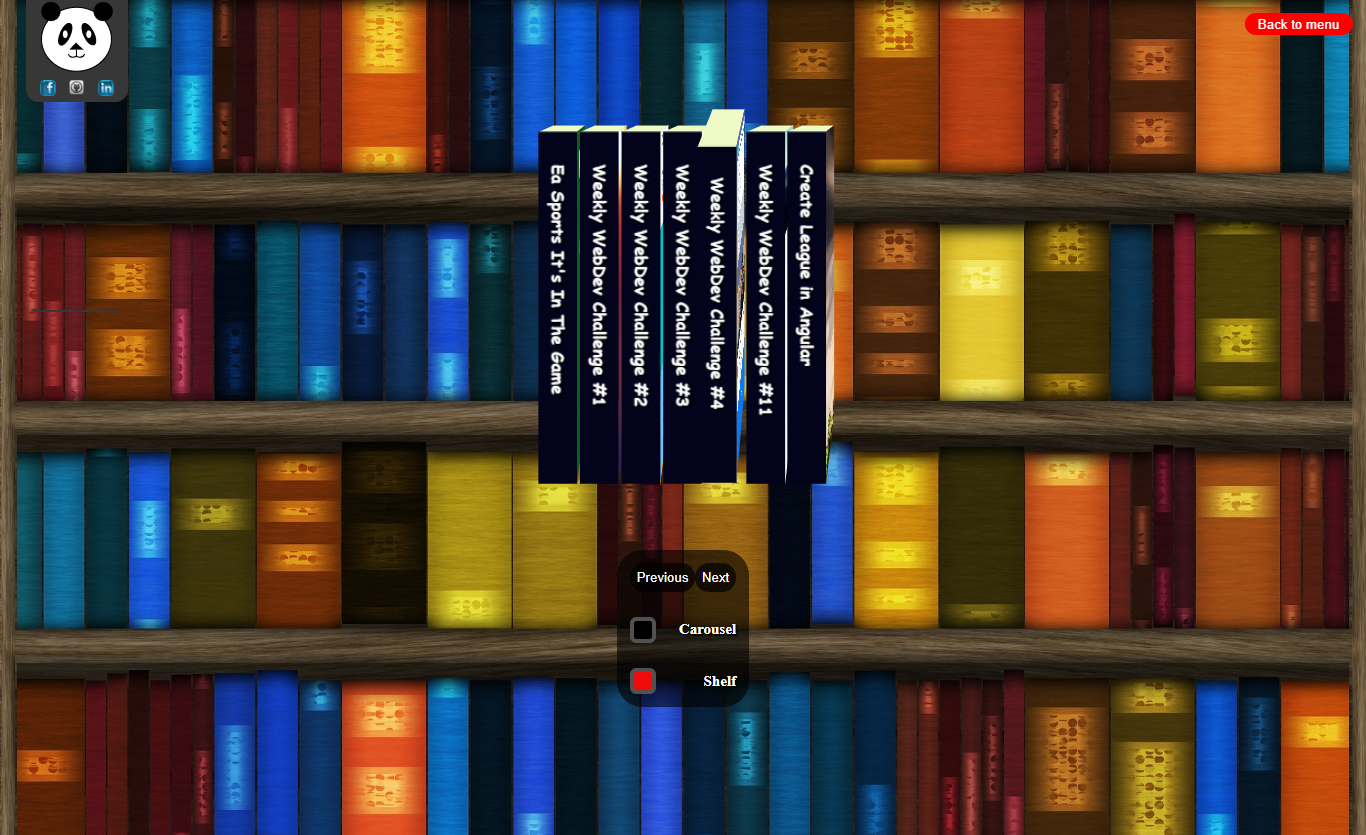 Back to menu
Ea Sports It's In The Game
Weekly WebDev Challenge #1
Weekly WebDev Challenge #2
Weekly WebDev Challenge #3
Weekly WebDev Challenge #4
Weekly WebDev Challenge #11
Create League in Angular
Previous Next
Carousel
Shelf